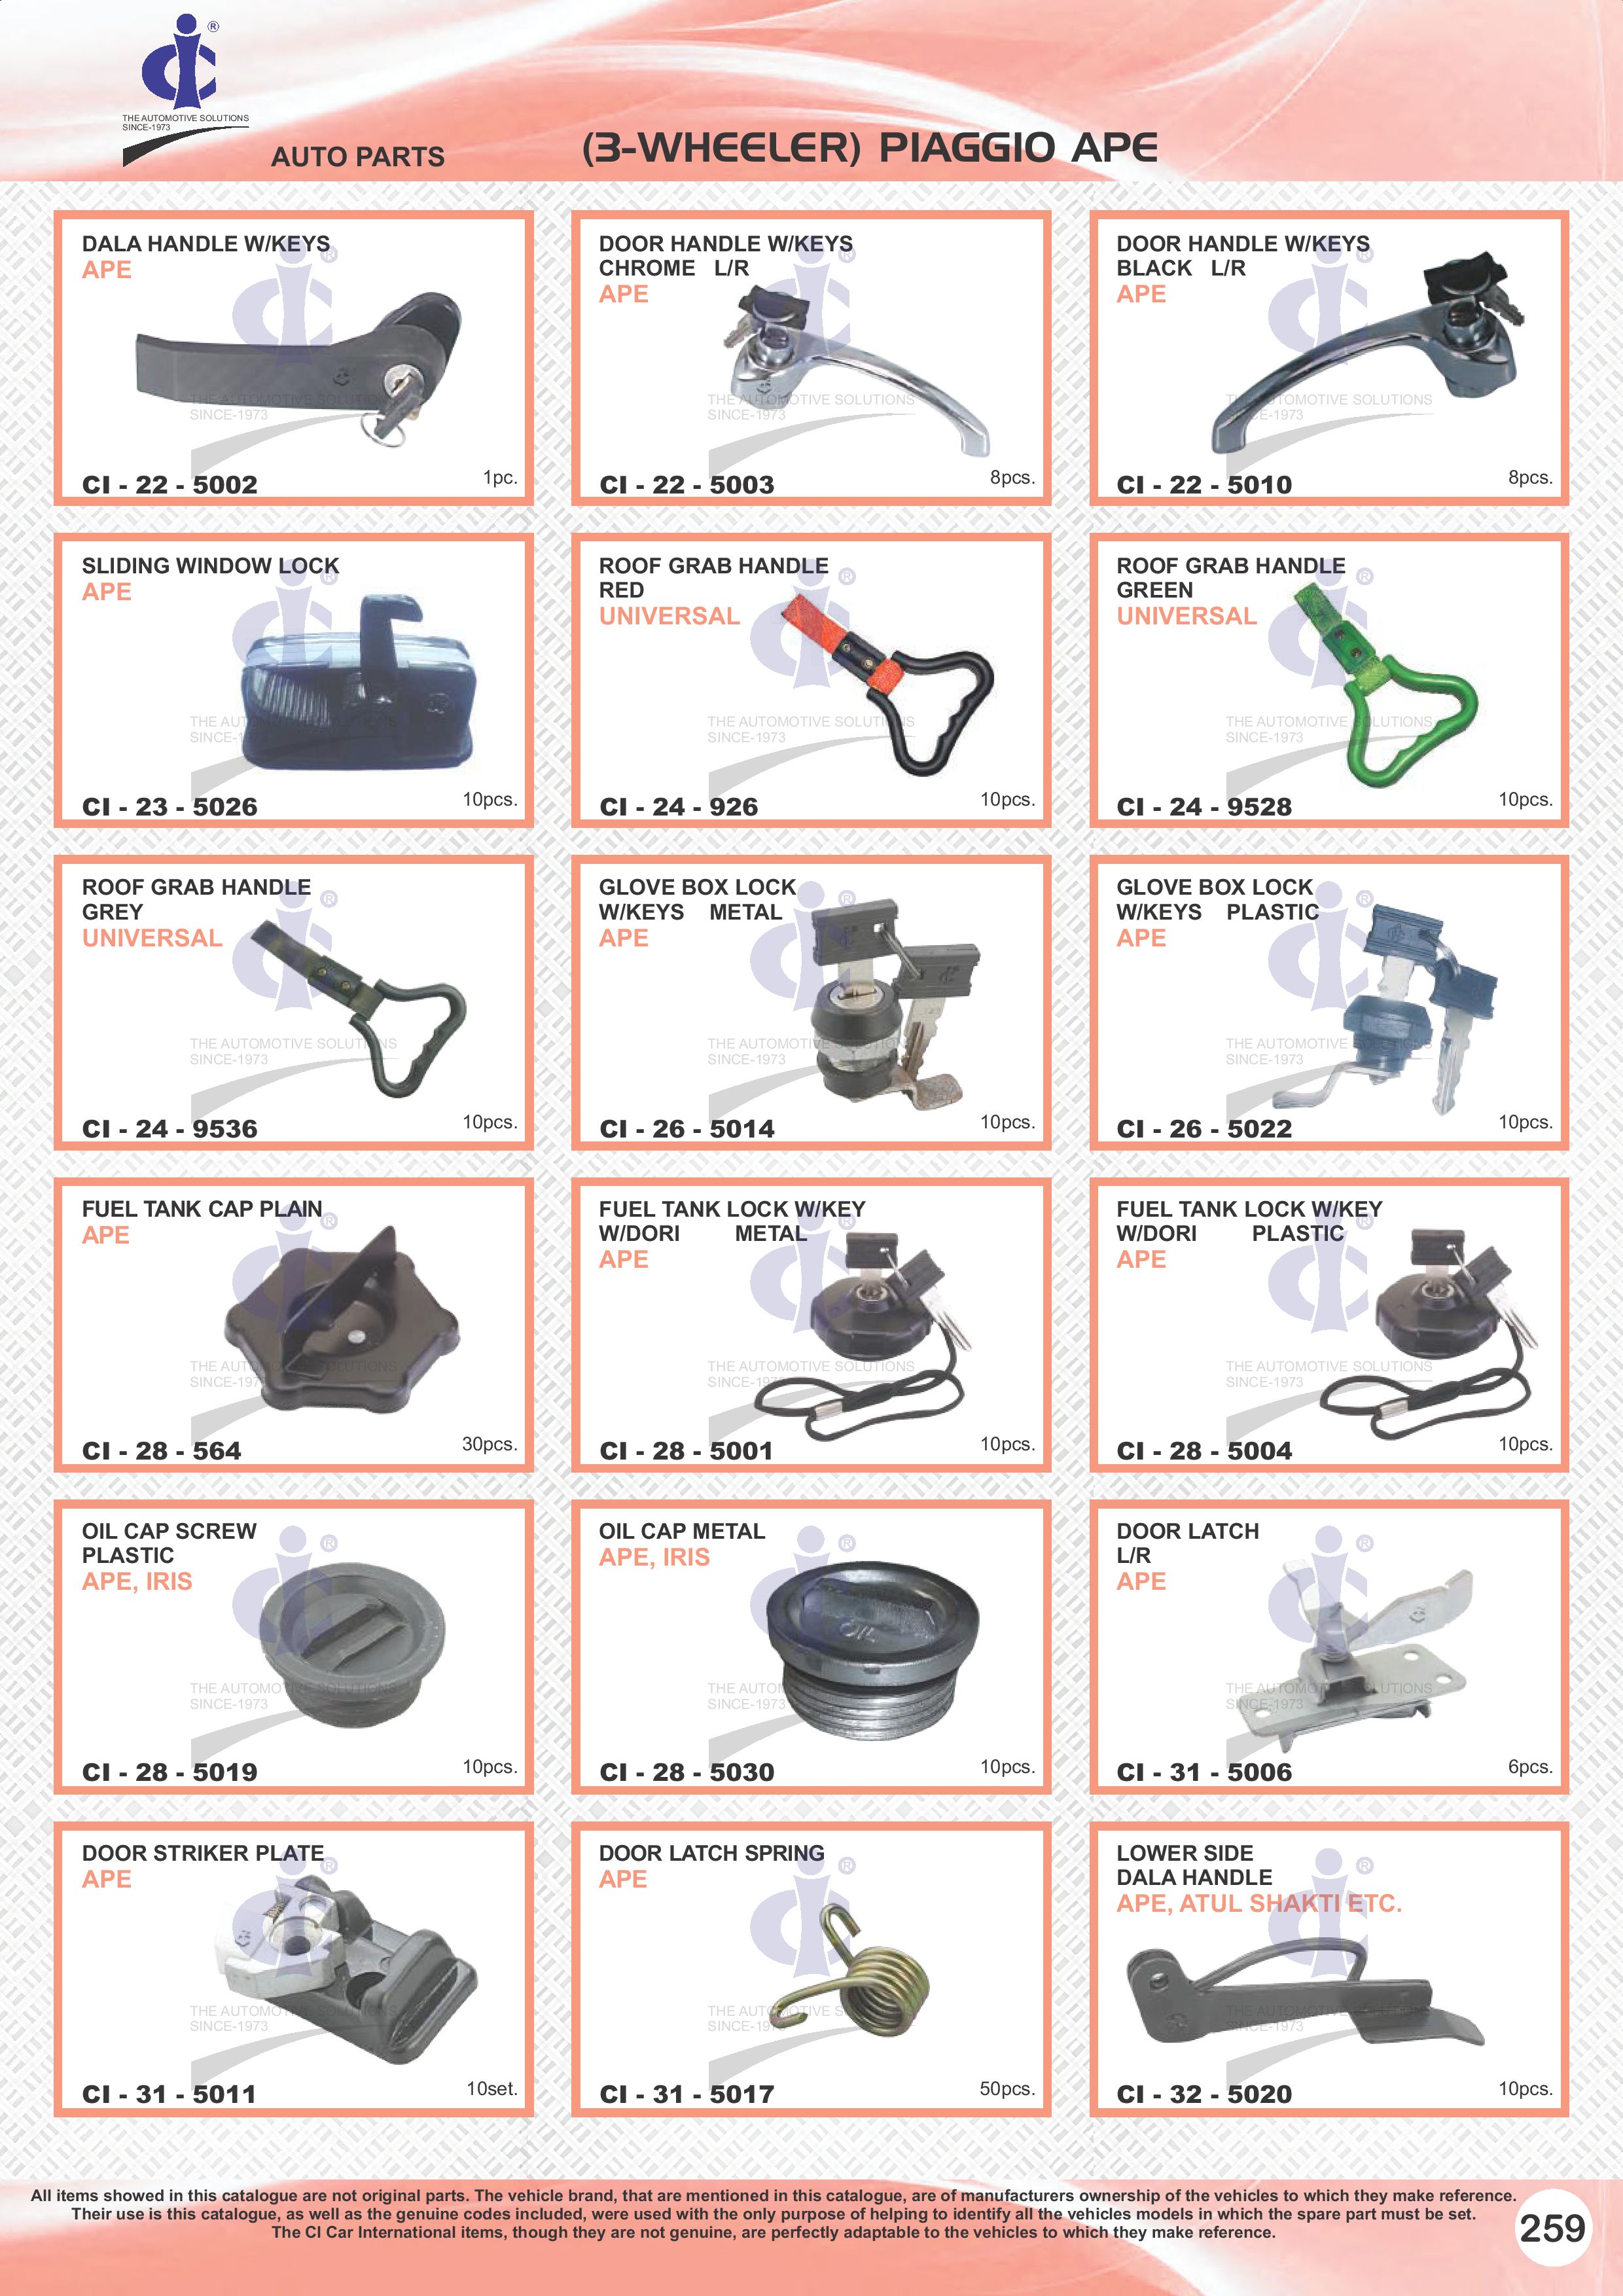 ®
THE AUTOMOTIVE SOLUTIONS
SINCE-1973
AUTO PARTS
(3-WHEELER) PIAGGIO APE
DALA HANDLE W/KEYS
APE
CI - 22 - 5002
1pc.
DOOR HANDLE W/KEYS
CHROME L/R
APE
CI - 22 - 5003
8pcs.
DOOR HANDLE W/KEYS
BLACK L/R
APE
CI - 22 - 5010
8pcs.
SLIDING WINDOW LOCK
APE
CI - 23 - 5026
10pcs.
ROOF GRAB HANDLE
RED
UNIVERSAL
CI - 24 - 926
10pcs.
ROOF GRAB HANDLE
GREEN
UNIVERSAL
CI - 24 - 9528
10pcs.
ROOF GRAB HANDLE
GREY
UNIVERSAL
CI - 24 - 9536
10pcs.
GLOVE BOX LOCK
W/KEYS METAL
APE
CI - 26 - 5014
10pcs.
GLOVE BOX LOCK
W/KEYS PLASTIC
APE
CI - 26 - 5022
10pcs.
FUEL TANK CAP PLAIN
APE
CI - 28 - 564
30pcs.
FUEL TANK LOCK W/KEY
W/DORI METAL
APE
CI - 28 - 5001
10pcs.
FUEL TANK LOCK W/KEY
W/DORI PLASTIC
APE
CI - 28 - 5004
10pcs.
OIL CAP SCREW
PLASTIC
APE, IRIS
CI - 28 - 5019
10pcs.
OIL CAP METAL
APE, IRIS
OIL
CI - 28 - 5030
10pcs.
DOOR LATCH
L/R
APE
CI - 31 - 5006
6pcs.
DOOR STRIKER PLATE
APE
CI - 31 - 5011
10set.
DOOR LATCH SPRING
APE
CI - 31 - 5017
50pcs.
LOWER SIDE
DALA HANDLE
APE, ATUL SHAKTI ETC.
CI - 32 - 5020
10pcs.
All items showed in this catalogue are not original parts. The vehicle brand, that are mentioned in this catalogue, are of manufacturers ownership of the vehicles to which they make reference.
Their use is this catalogue, as well as the genuine codes included, were used with the only purpose of helping to identify all the vehicles models in which the spare part must be set.
The CI Car International items, though they are not genuine, are perfectly adaptable to the vehicles to which they make reference.
259